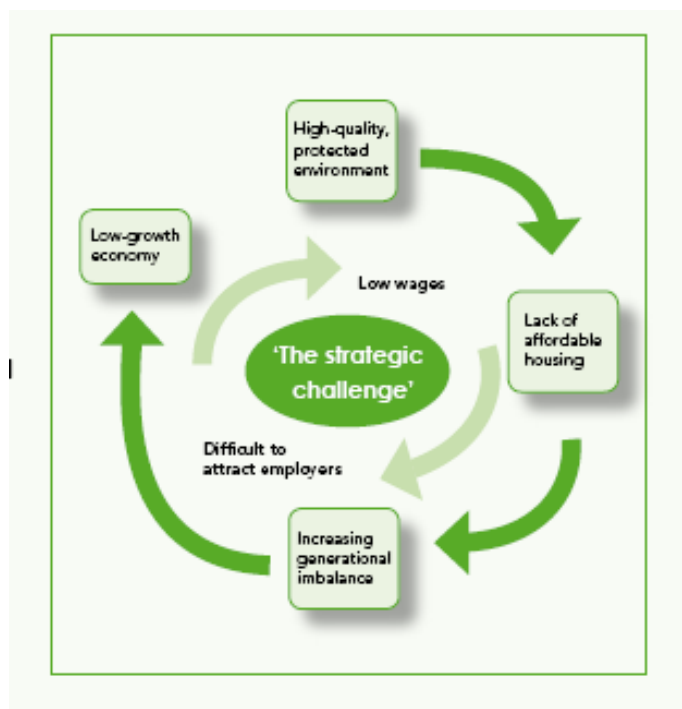 High-quality,
protected
environment
Low-growth
economy
Low wages
Lack of
affordable
housing
'The strategic
challenge'
Difficult to
attract employers
Increasing
generational
imbalance